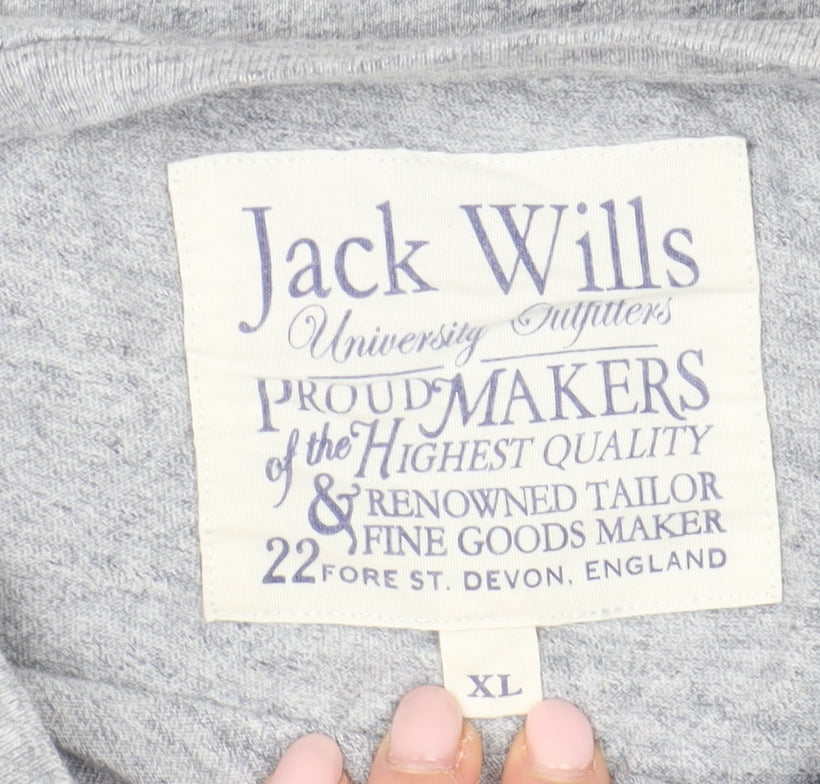 Jack Wills
University Outfitters
PROUD MAKERS
of the HIGHEST QUALITY
& RENOWNED TAILOR
FINE GOODS MAKER
22 FORE ST. DEVON, ENGLAND
XL